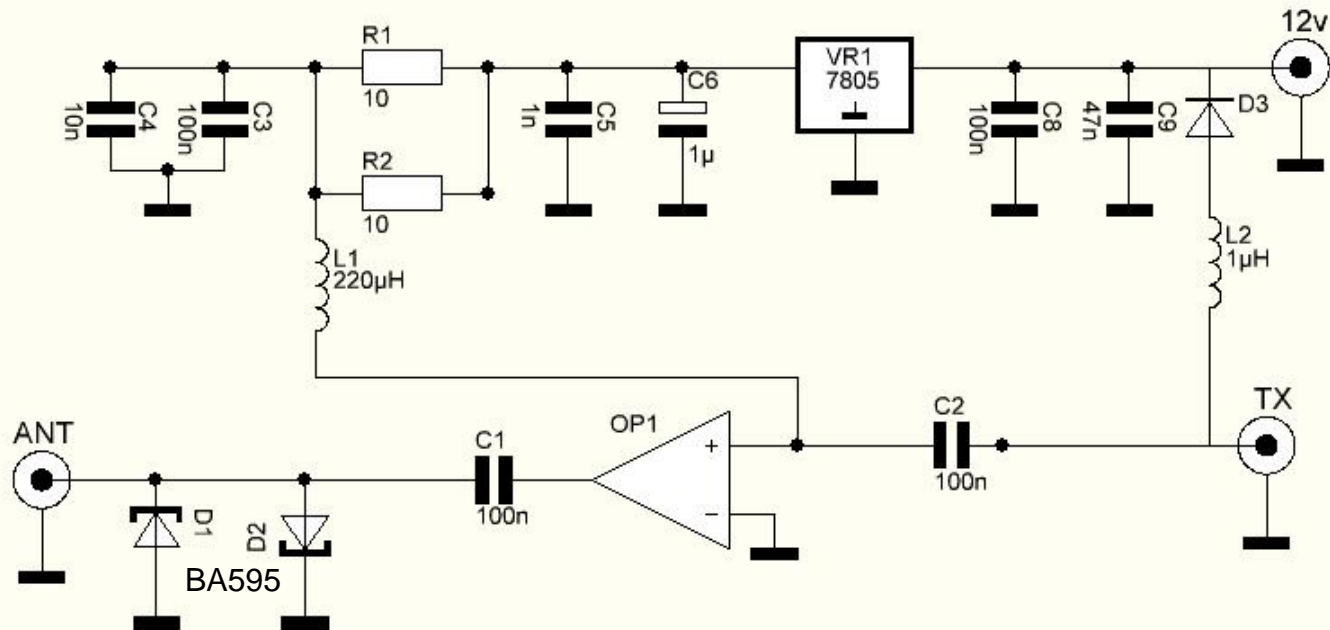 12v
R1
10
VR1
7805
C6
1µ
C4
10n
C3
100n
C5
1n
C8
100n
C9
47n
D3
R2
10
L1
220µH
L2
1µH
ANT
C1
100n
OP1
+
−
C2
100n
TX
D1
D2
BA595